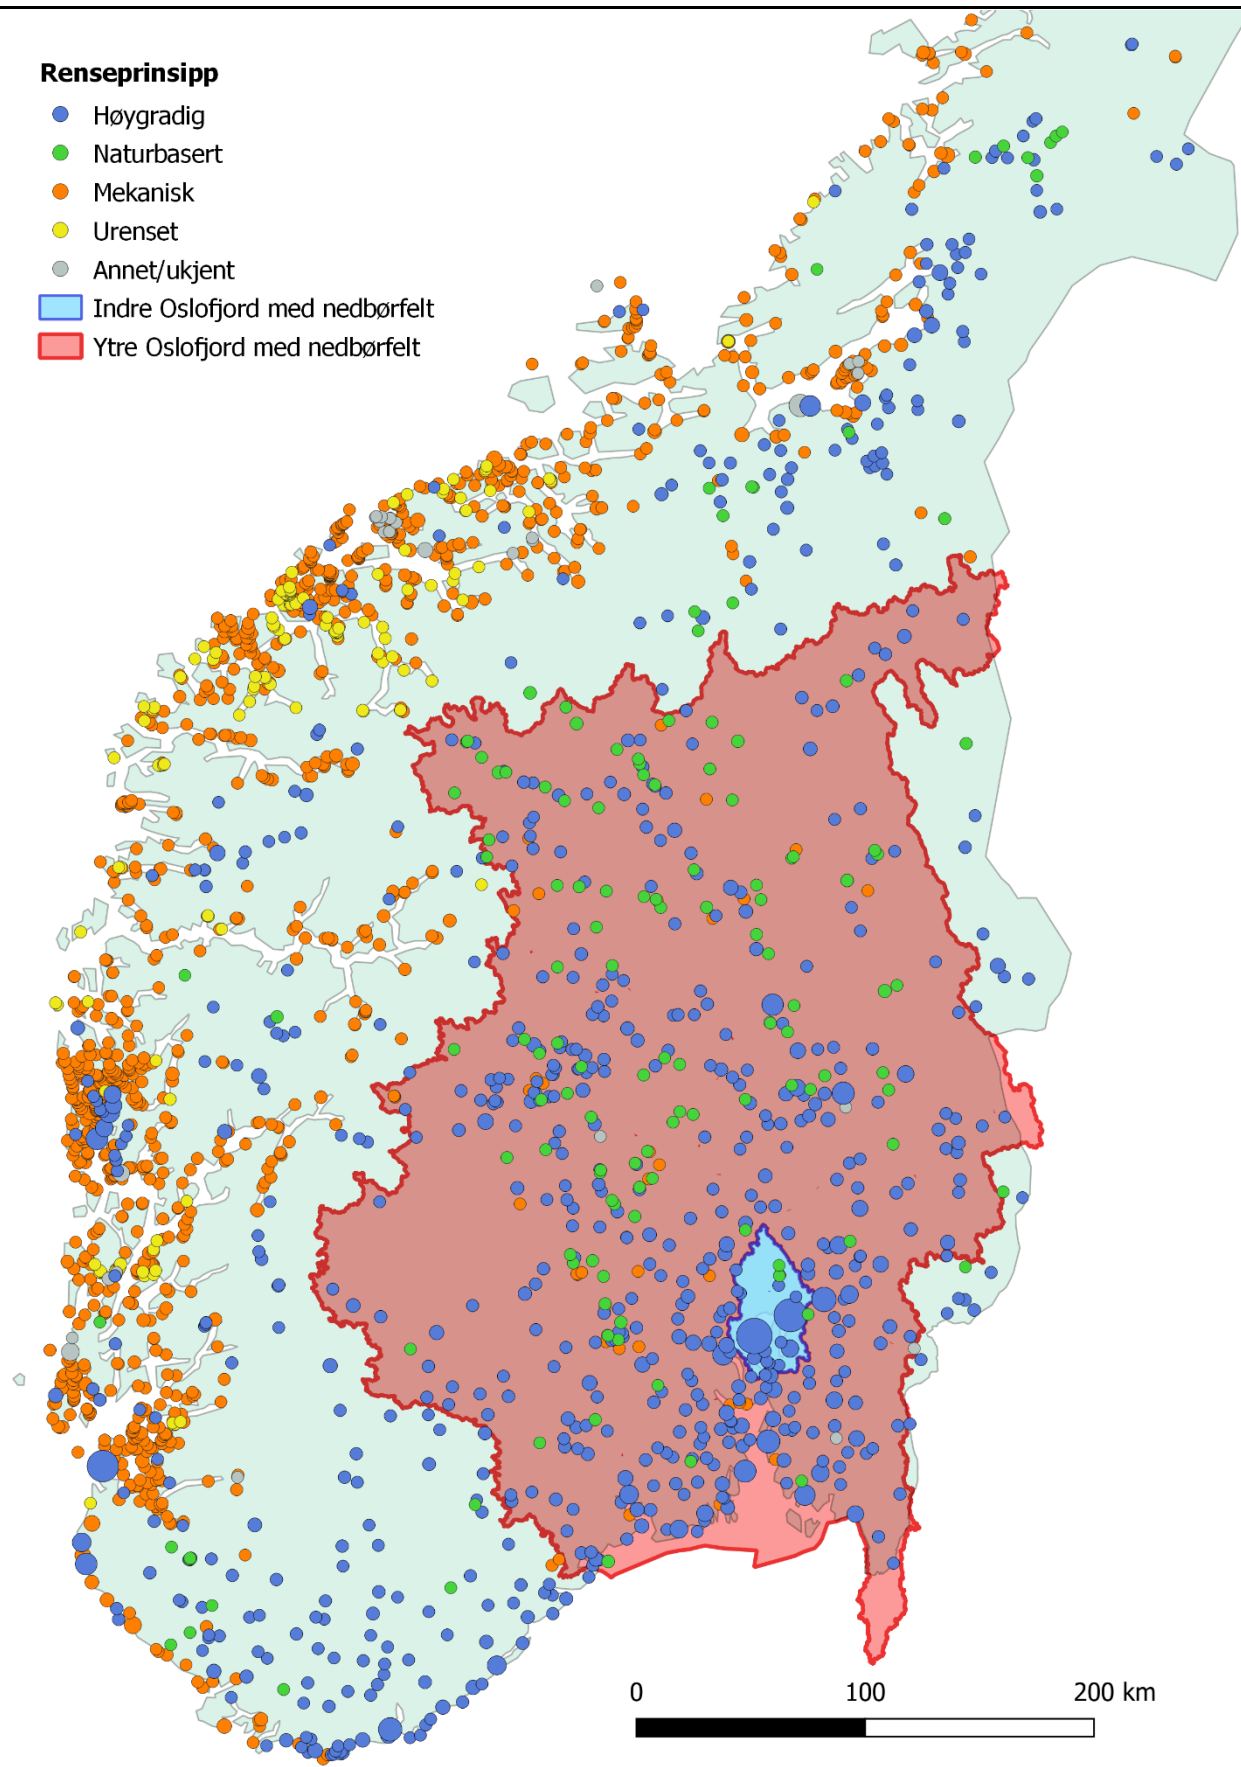 Renseprinsipp
Høygradig
Naturbasert
Mekanisk
Urenset
Annet/ukjent
Indre Oslofjord med nedbørfelt
Ytre Oslofjord med nedbørfelt
0 100 200 km